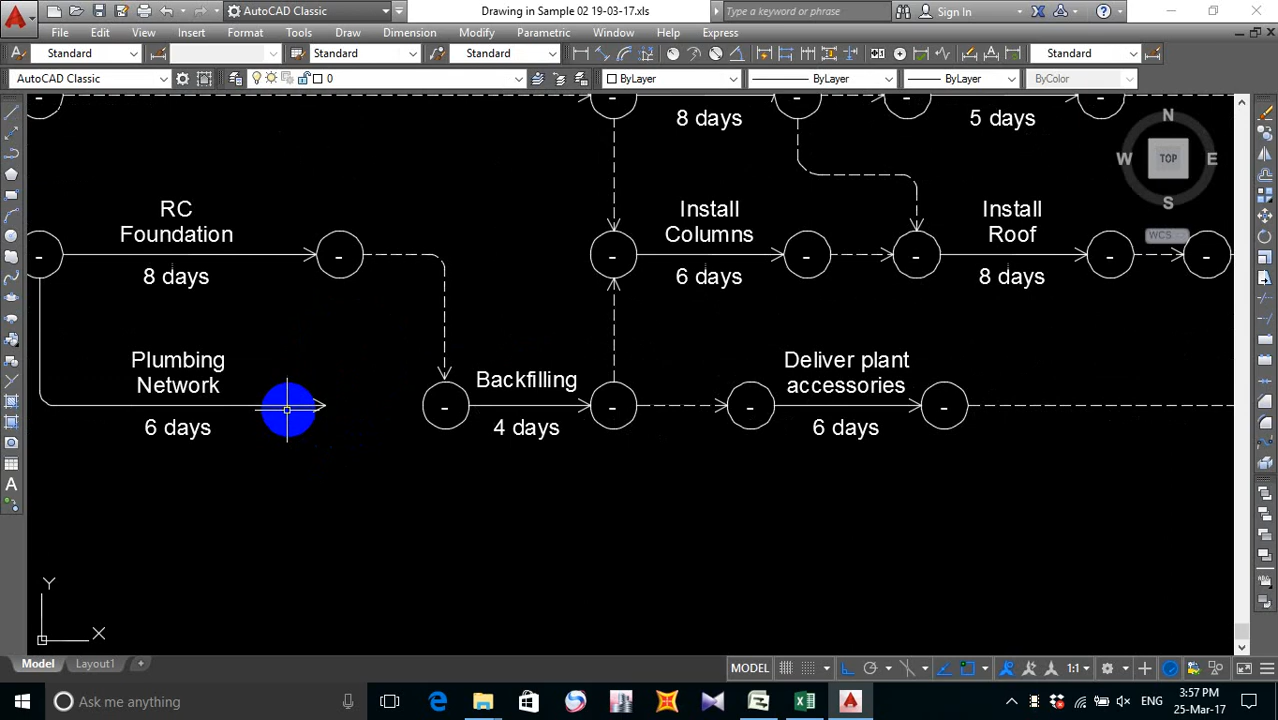 AutoCAD Classic
Drawing in Sample 02 19-03-17.xls
Type a keyword or phrase
Sign In
File Edit View Insert Format Tools Draw Dimension Modify Parametric Window Help Express
Standard
Standard
Standard
Standard
AutoCAD Classic
0
ByLayer
ByLayer
ByLayer
ByColor
8 days
5 days
N
W TOP E
S
WCS
RC
Foundation
8 days
Install
Columns
6 days
Install
Roof
8 days
Plumbing
Network
6 days
Backfilling
4 days
Deliver plant
accessories
6 days
Y
X
Model Layout1 +
MODEL
1:1
Ask me anything
ENG
3:57 PM
25-Mar-17